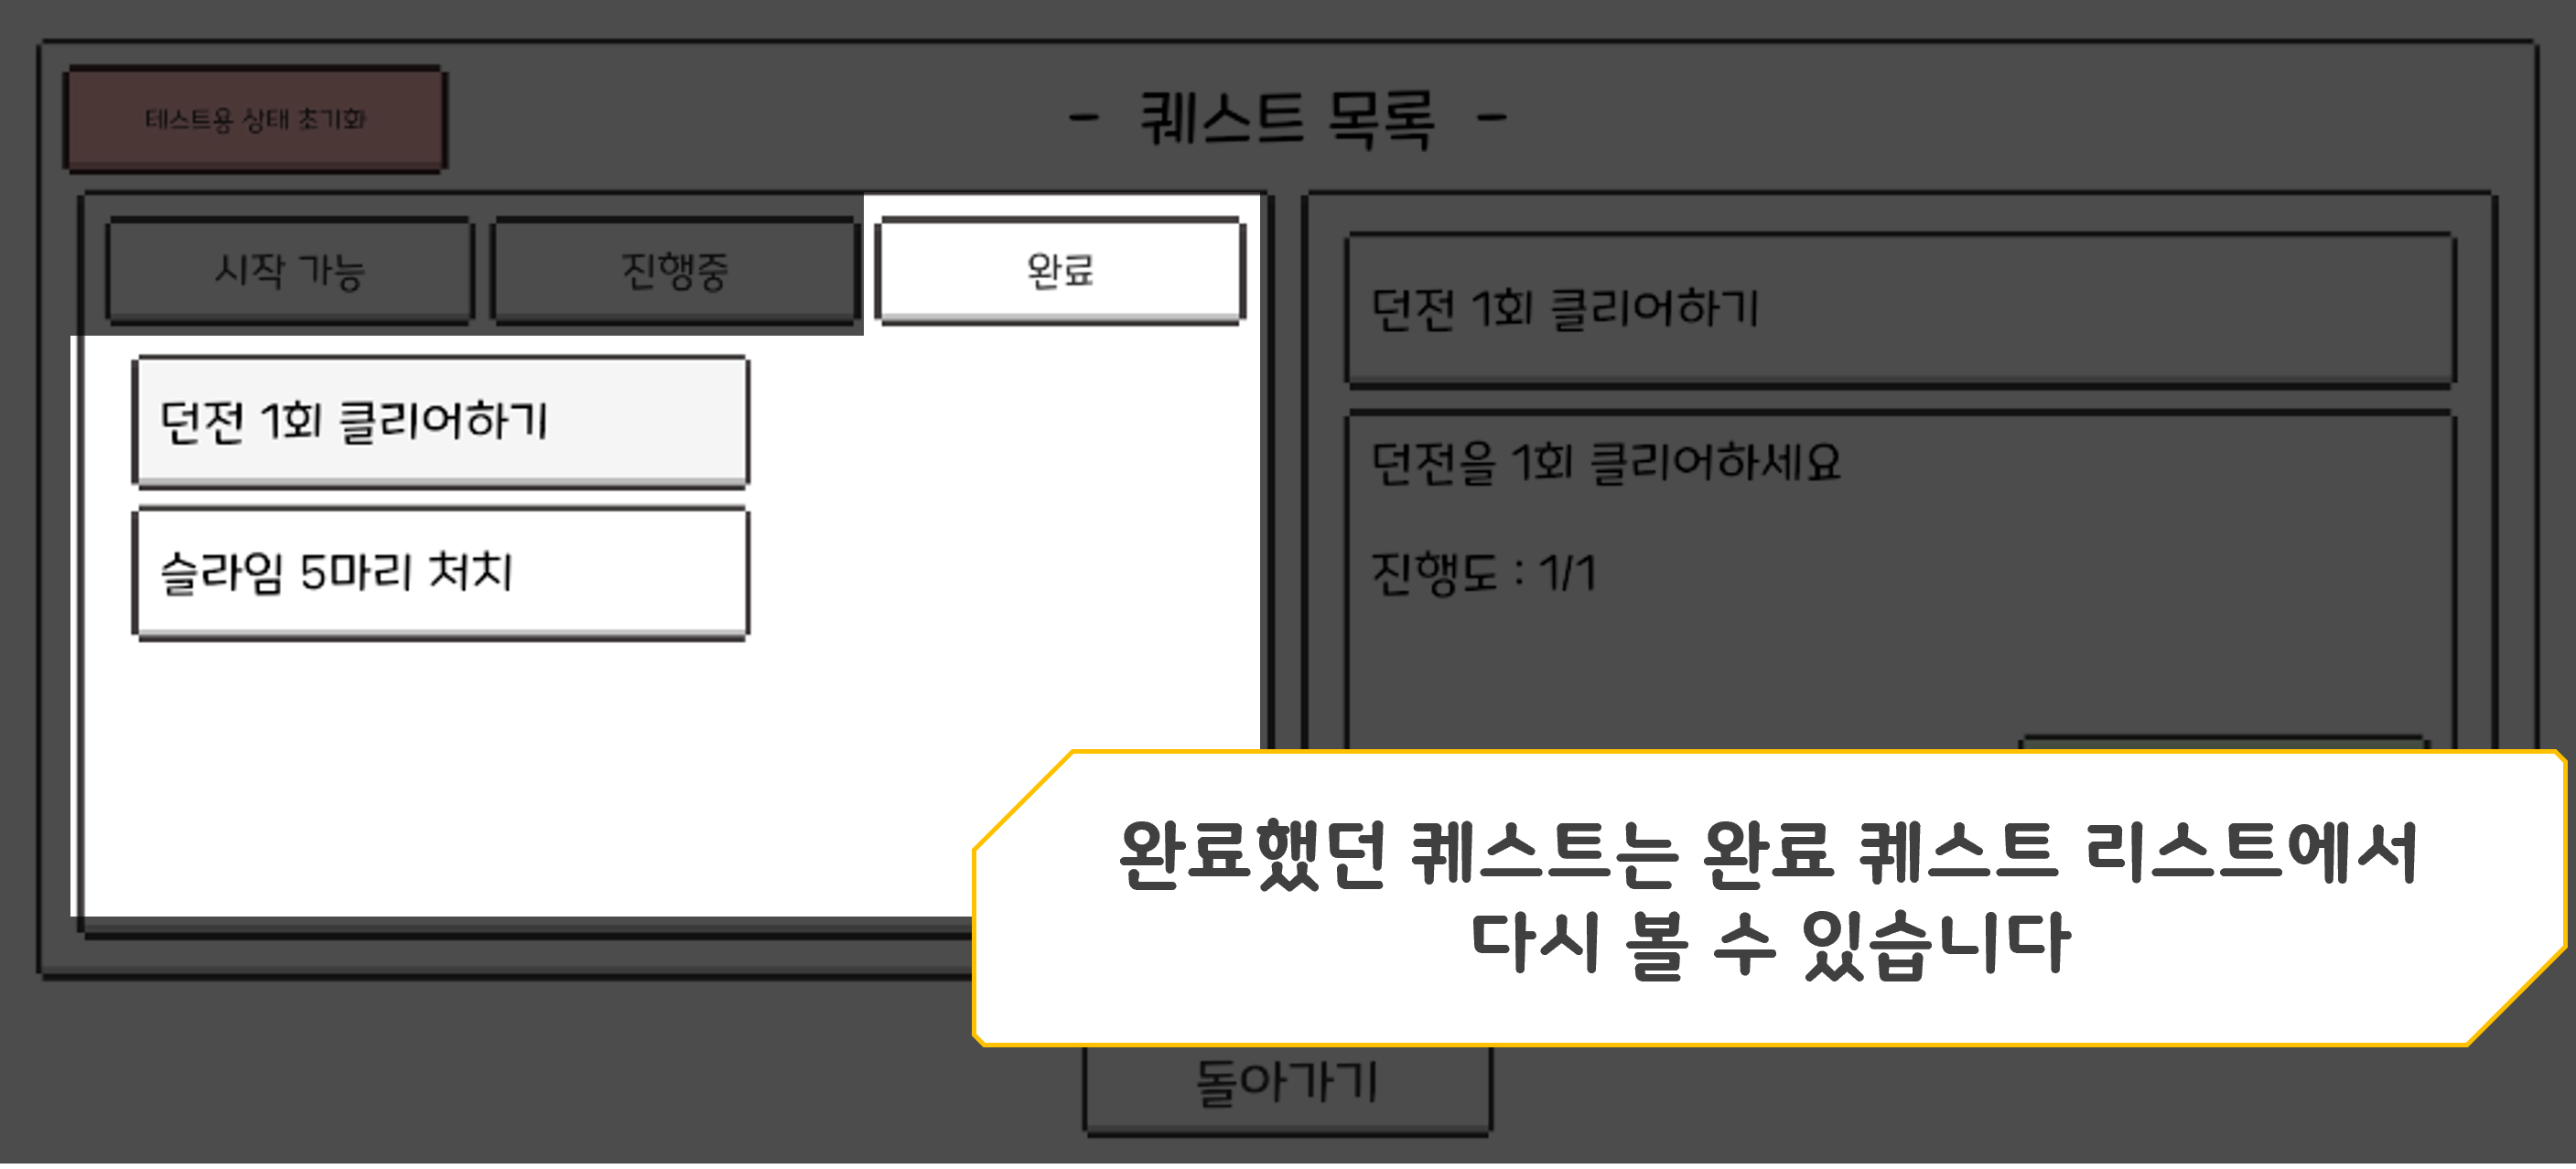 테스트용 상태 초기화
- 퀘스트 목록 -
시작 가능
진행중
완료
던전 1회 클리어하기
슬라임 5마리 처치
던전 1회 클리어하기
던전을 1회 클리어하세요
진행도 : 1/1
완료했던 퀘스트는 완료 퀘스트 리스트에서
다시 볼 수 있습니다
돌아가기